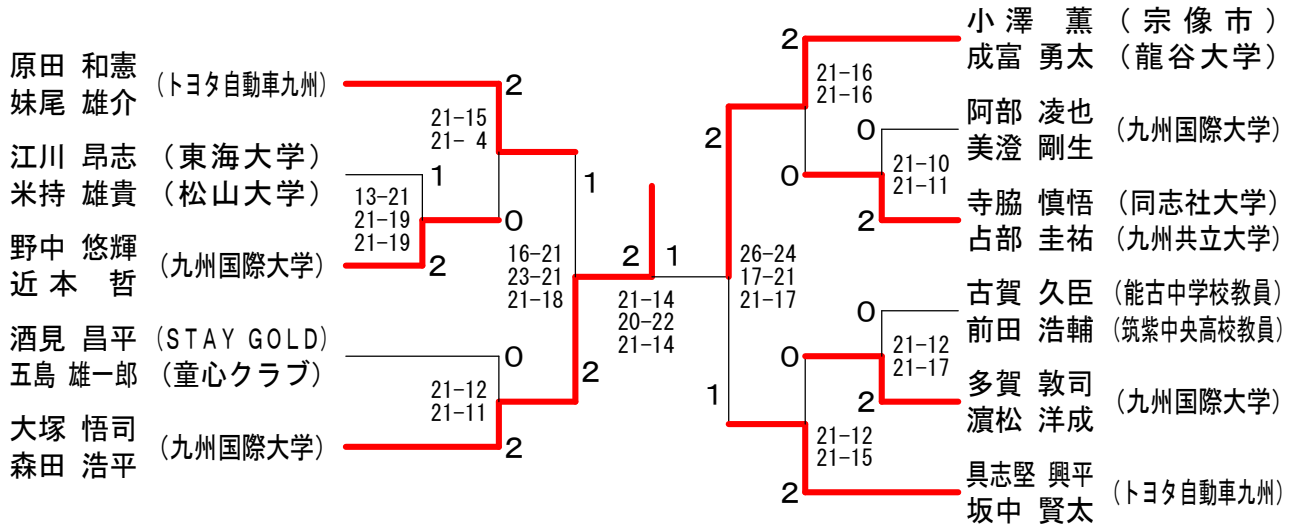 原田 和憲
妹尾 雄介
(トヨタ自動車九州)
2
21-15
21- 4
江川 昂志 (東海大学)
米持 雄貴 (松山大学)
1
13-21
21-19
21-19
0
野中 悠輝
近本 哲
(九州国際大学)
2
1
16-21
23-21
21-18
酒見 昌平 (STAY GOLD)
五島 雄一郎 (童心クラブ)
0
21-12
21-11
2
大塚 悟司
森田 浩平
(九州国際大学)
2
2
1
21-14
20-22
21-14
小澤 薫 (宗像市)
成富 勇太 (龍谷大学)
2
21-16
21-16
2
阿部 凌也
美澄 剛生
(九州国際大学)
0
21-10
21-11
0
寺脇 慎悟 (同志社大学)
占部 圭祐 (九州共立大学)
2
26-24
17-21
21-17
古賀 久臣 (能古中学校教員)
前田 浩輔 (筑紫中央高校教員)
0
21-12
21-17
0
多賀 敦司
濵松 洋成
(九州国際大学)
2
1
21-12
21-15
具志堅 興平
坂中 賢太
(トヨタ自動車九州)
2